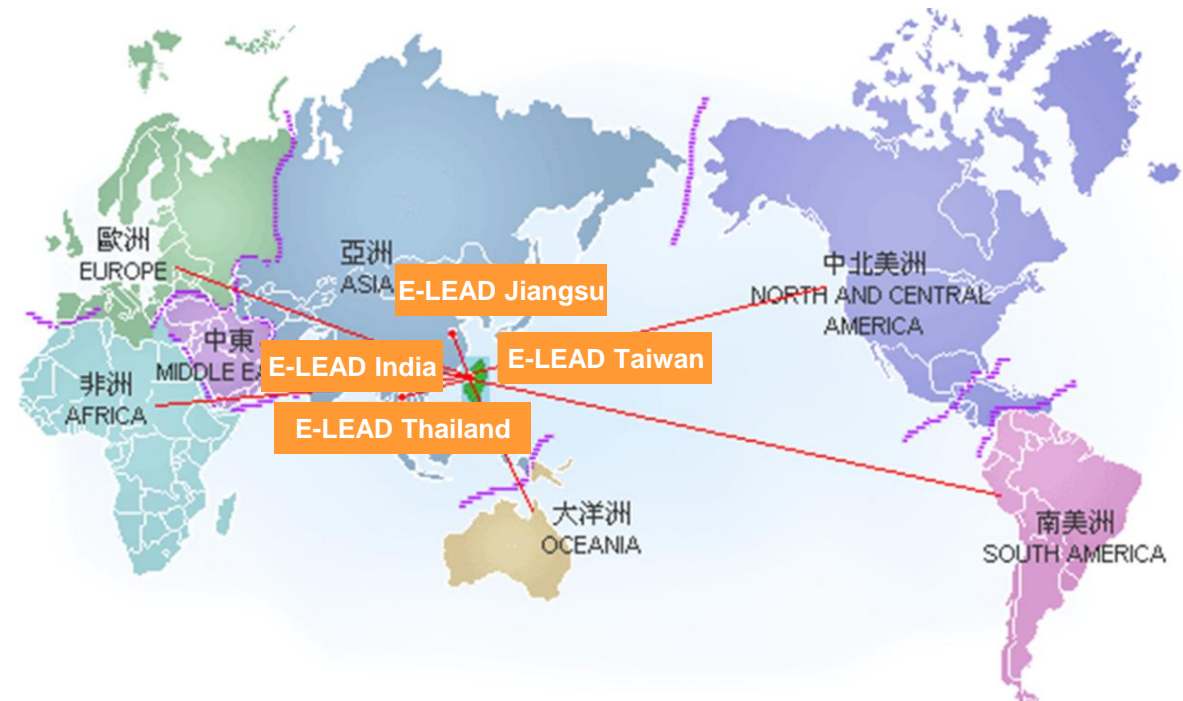 歐洲
EUROPE
亞洲
ASIA
E-LEAD Jiangsu
中北美洲
NORTH AND CENTRAL
AMERICA
中東
MIDDLE EA
E-LEAD India
E-LEAD Taiwan
非洲
AFRICA
E-LEAD Thailand
大洋洲
OCEANIA
南美洲
SOUTH AMERICA